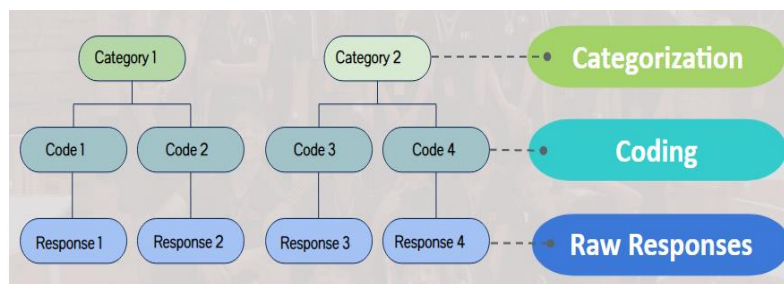 Category 1
Category 2
Categorization
Code 1
Code 2
Code 3
Code 4
Coding
Response 1
Response 2
Response 3
Response 4
Raw Responses